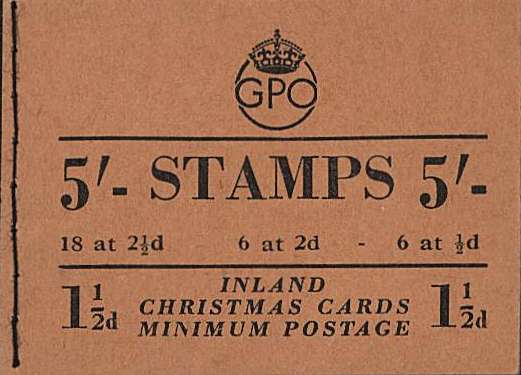 GPO
5/- STAMPS 5/-
18 at 2½d 6 at 2d - 6 at ½d
1½d INLAND 1½d
CHRISTMAS CARDS
MINIMUM POSTAGE